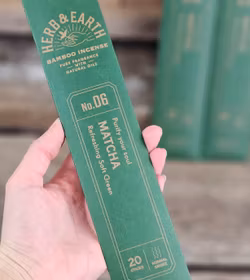 HERB & EARTH
BAMBOO INCENSE
PURE FRAGRANCE
WITH
NATURAL OILS
No.06
Purify your soul
MATCHA
Refreshing Soft Green
20